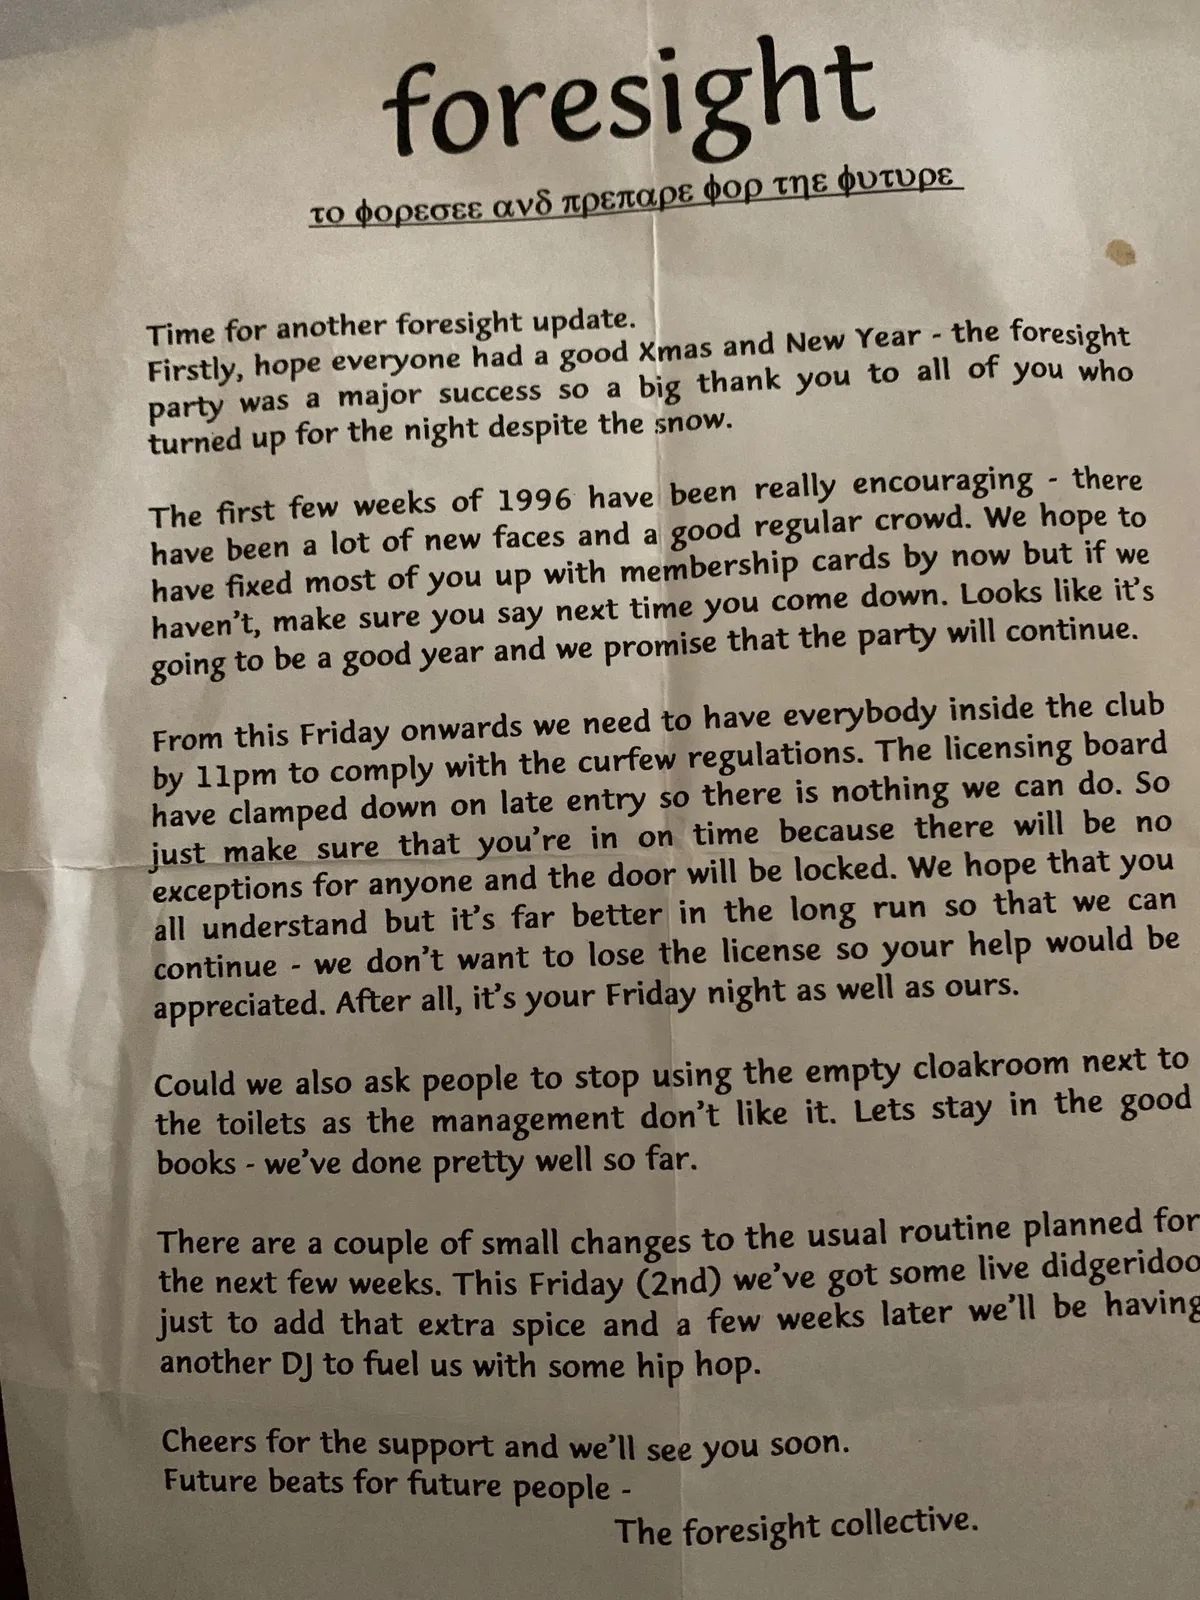 foresight
το φορεσεε ανδ πρεπαρε φορ τηε φυτυρε
Time for another foresight update.
Firstly, hope everyone had a good Xmas and New Year - the foresight
party was a major success so a big thank you to all of you who
turned up for the night despite the snow.
The first few weeks of 1996 have been really encouraging - there
have been a lot of new faces and a good regular crowd. We hope to
have fixed most of you up with membership cards by now but if we
haven't, make sure you say next time you come down. Looks like it's
going to be a good year and we promise that the party will continue.
From this Friday onwards we need to have everybody inside the club
by 11pm to comply with the curfew regulations. The licensing board
have clamped down on late entry so there is nothing we can do. So
just make sure that you're in on time because there will be no
exceptions for anyone and the door will be locked. We hope that you
all understand but it's far better in the long run so that we can
continue - we don't want to lose the license so your help would be
appreciated. After all, it's your Friday night as well as ours.
Could we also ask people to stop using the empty cloakroom next to
the toilets as the management don't like it. Lets stay in the good
books - we've done pretty well so far.
There are a couple of small changes to the usual routine planned for
the next few weeks. This Friday (2nd) we've got some live didgeridoo
just to add that extra spice and a few weeks later we'll be having
another DJ to fuel us with some hip hop.
Cheers for the support and we'll see you soon.
Future beats for future people -
The foresight collective.